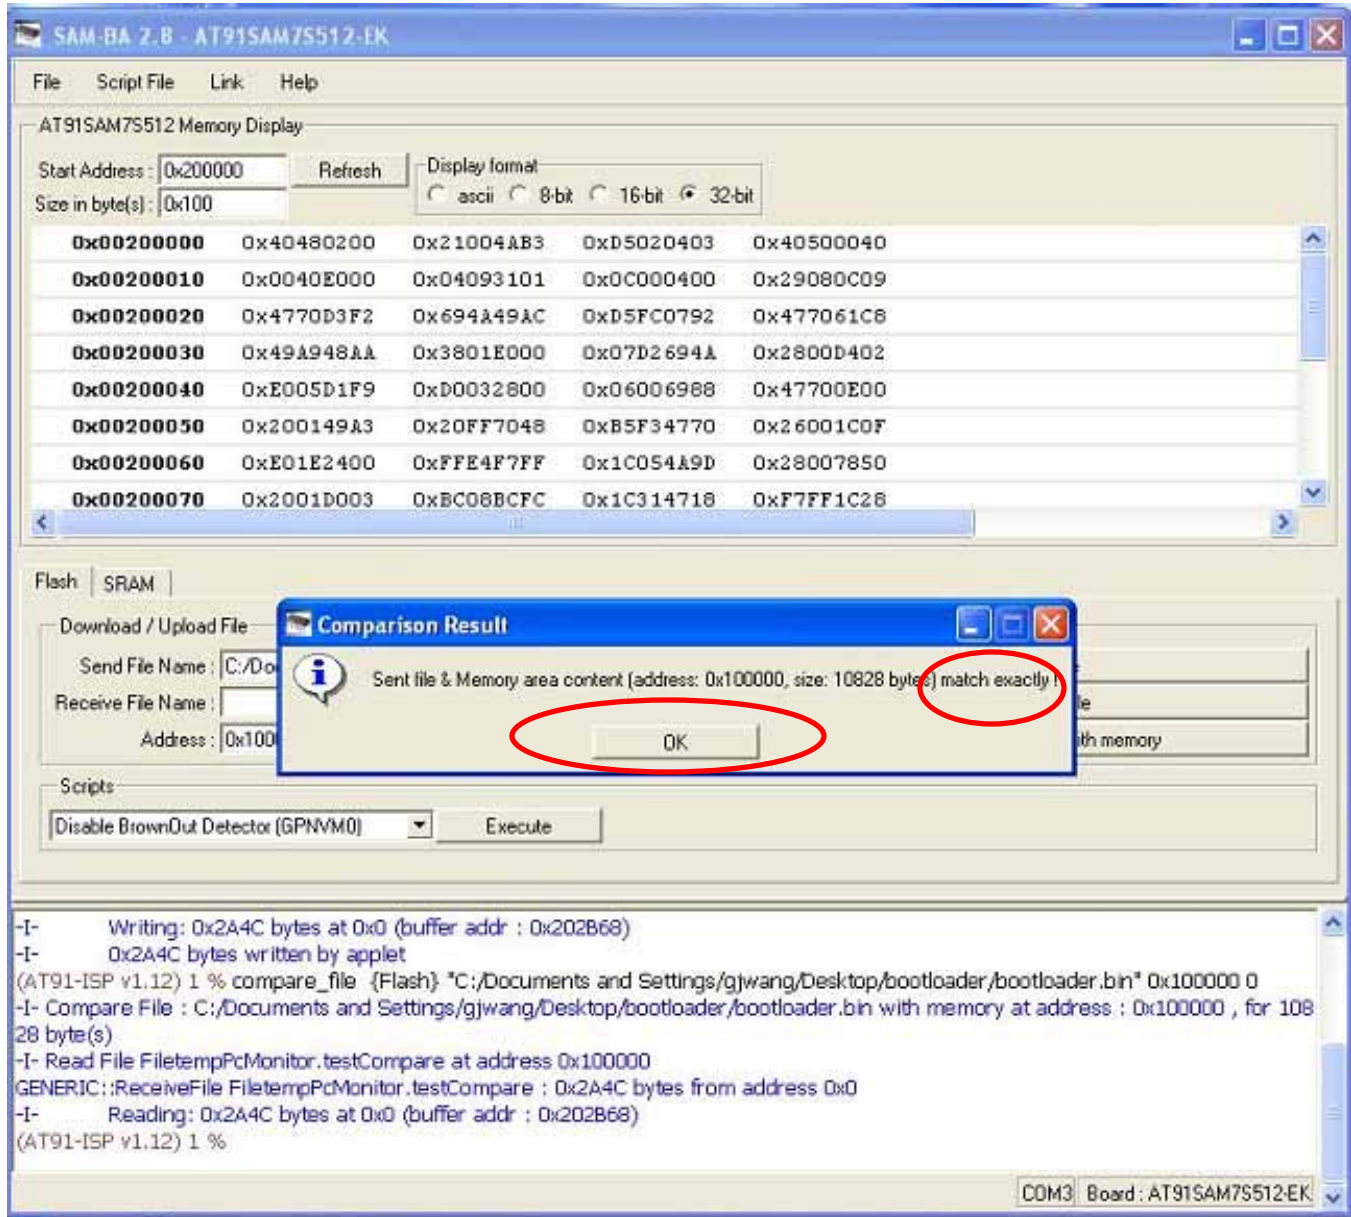 SAM-BA 2.8 - AT91SAM7S512-EK
File Script File Link Help
AT91SAM7S512 Memory Display
Start Address : 0x200000 Refresh
Size in byte(s) : 0x100
Display format
ascii 8-bit 16-bit 32-bit
0x00200000 0x40480200 0x21004AB3 0xD5020403 0x40500040
0x00200010 0x0040E000 0x04093101 0x0C000400 0x29080C09
0x00200020 0x4770D3F2 0x694A49AC 0xD5FC0792 0x477061C8
0x00200030 0x49A948AA 0x3801E000 0x07D2694A 0x2800D402
0x00200040 0xE005D1F9 0xD0032800 0x06006988 0x47700E00
0x00200050 0x200149A3 0x20FF7048 0xB5F34770 0x26001C0F
0x00200060 0xE01E2400 0xFFE4F7FF 0x1C054A9D 0x28007850
0x00200070 0x2001D003 0xBC08BCFC 0x1C314718 0xF7FF1C28
Flash SRAM
Download / Upload File
Send File Name : C:/Do
Receive File Name :
Address : 0x100
Comparison Result
Sent file & Memory area content (address: 0x100000, size: 10828 bytes) match exactly !
OK
le
ith memory
Scripts
Disable BrownOut Detector (GPNVM0) Execute
-I- Writing: 0x2A4C bytes at 0x0 (buffer addr : 0x202B68)
-I- 0x2A4C bytes written by applet
(AT91-ISP v1.12) 1 % compare_file {Flash} "C:/Documents and Settings/gjwang/Desktop/bootloader/bootloader.bin" 0x100000 0
-I- Compare File : C:/Documents and Settings/gjwang/Desktop/bootloader/bootloader.bin with memory at address : 0x100000 , for 108
28 byte(s)
-I- Read File FiletempPcMonitor.testCompare at address 0x100000
GENERIC::ReceiveFile FiletempPcMonitor.testCompare : 0x2A4C bytes from address 0x0
-I- Reading: 0x2A4C bytes at 0x0 (buffer addr : 0x202B68)
(AT91-ISP v1.12) 1 %
COM3 Board : AT91SAM7S512-EK